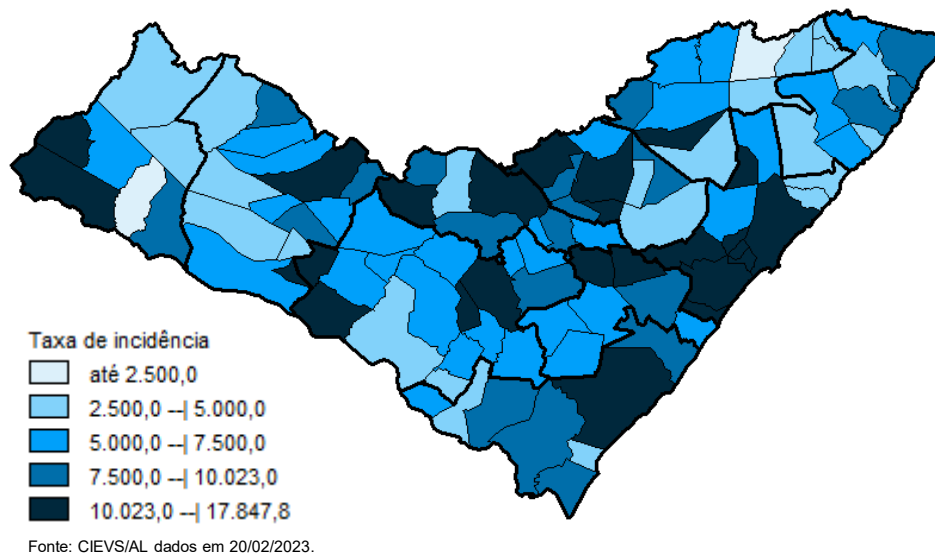 Taxa de incidência
até 2.500,0
2.500,0 --| 5.000,0
5.000,0 --| 7.500,0
7.500,0 --| 10.023,0
10.023,0 --| 17.847,8
Fonte: CIEVS/AL dados em 20/02/2023.